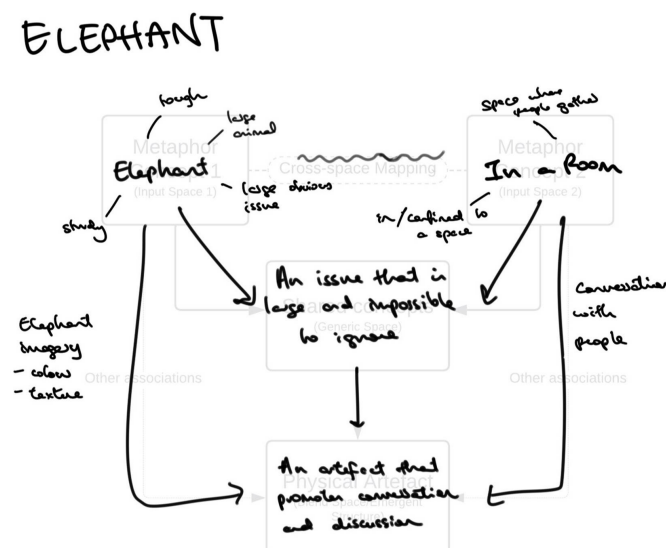 ELEPHANT
tough
large
animal
Metaphor
Elephant
(Input Space 1)
large obvious
issue
Cross-space Mapping
Space where
people gather
Metaphor
In a Room
(Input Space 2)
In/confined to
a space
An issue that is
large and impossible
(Generic Space)
to ignore
Elephant
imagery
- colour
- texture
Other associations
Conversation
with
people
Other associations
An artefact that
Physical Artefact
promotes conversation
and discussion
Structure)